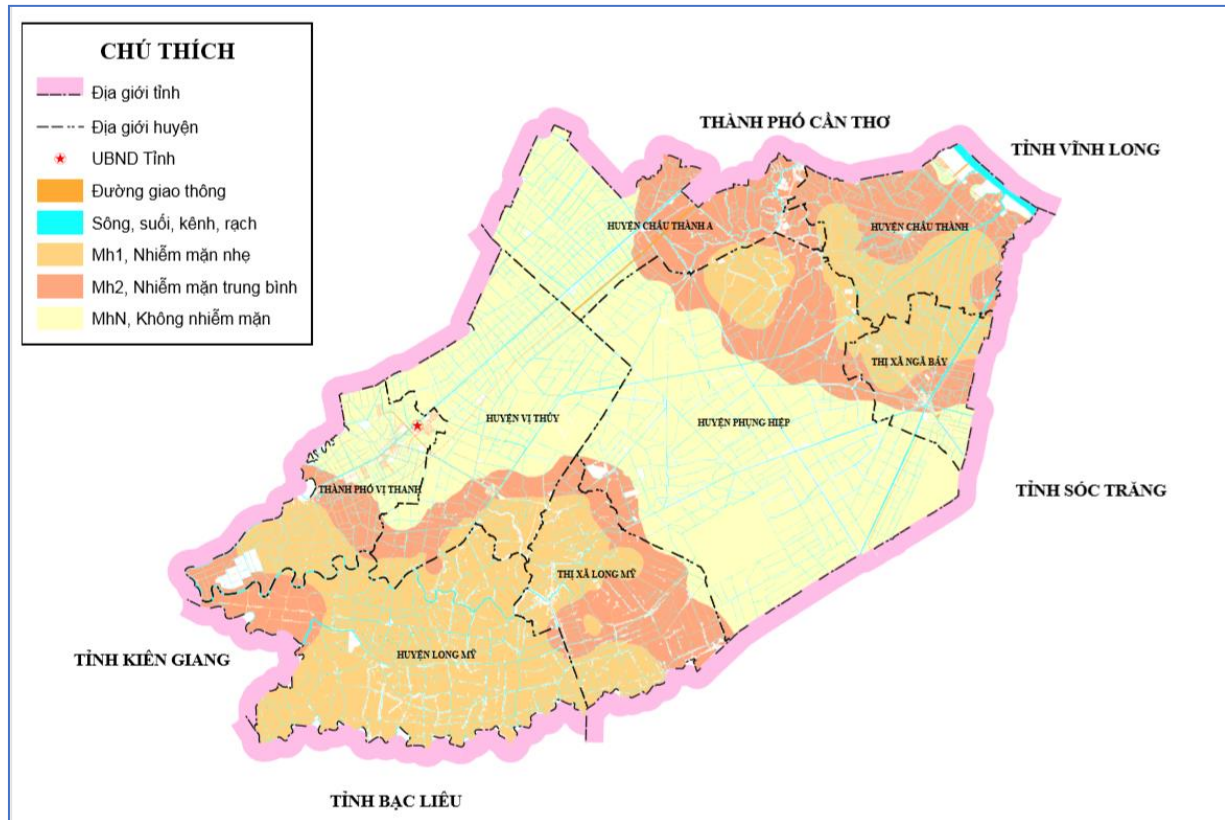 CHÚ THÍCH
Địa giới tỉnh
Địa giới huyện
UBND Tỉnh
Đường giao thông
Sông, suối, kênh, rạch
Mh1, Nhiễm mặn nhẹ
Mh2, Nhiễm mặn trung bình
MhN, Không nhiễm mặn
THÀNH PHỐ CẦN THƠ
TỈNH VĨNH LONG
HUYỆN CHÂU THÀNH A
HUYỆN CHÂU THÀNH
THỊ XÃ NGÃ BẢY
HUYỆN VỊ THỦY
HUYỆN PHỤNG HIỆP
THÀNH PHỐ VỊ THANH
TỈNH SÓC TRĂNG
THỊ XÃ LONG MỸ
HUYỆN LONG MỸ
TỈNH KIÊN GIANG
TỈNH BẠC LIÊU